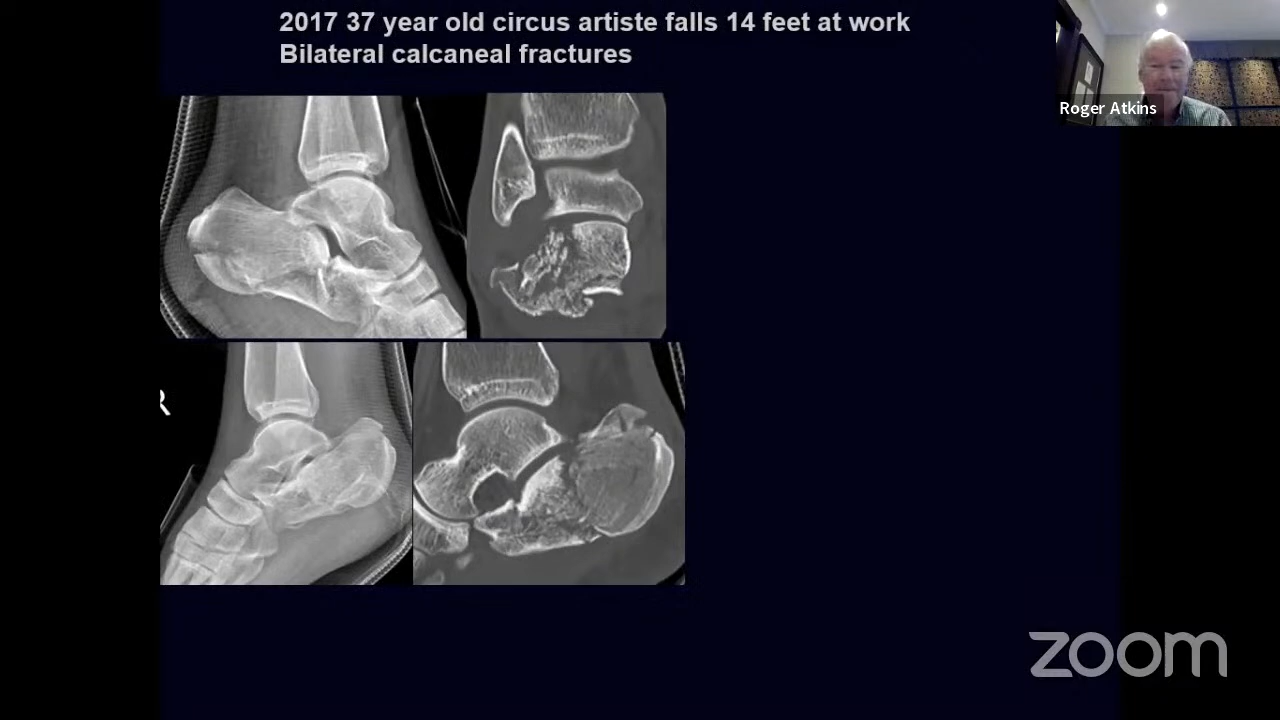 2017 37 year old circus artiste falls 14 feet at work
Bilateral calcaneal fractures
Roger Atkins
R
zoom